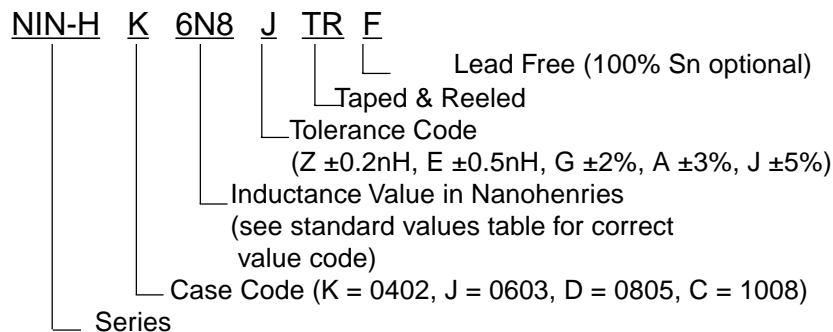 NIN-H K 6N8 J TR F
Lead Free (100% Sn optional)
Taped & Reeled
Tolerance Code
(Z ±0.2nH, E ±0.5nH, G ±2%, A ±3%, J ±5%)
Inductance Value in Nanohenries
(see standard values table for correct
value code)
Case Code (K = 0402, J = 0603, D = 0805, C = 1008)
Series